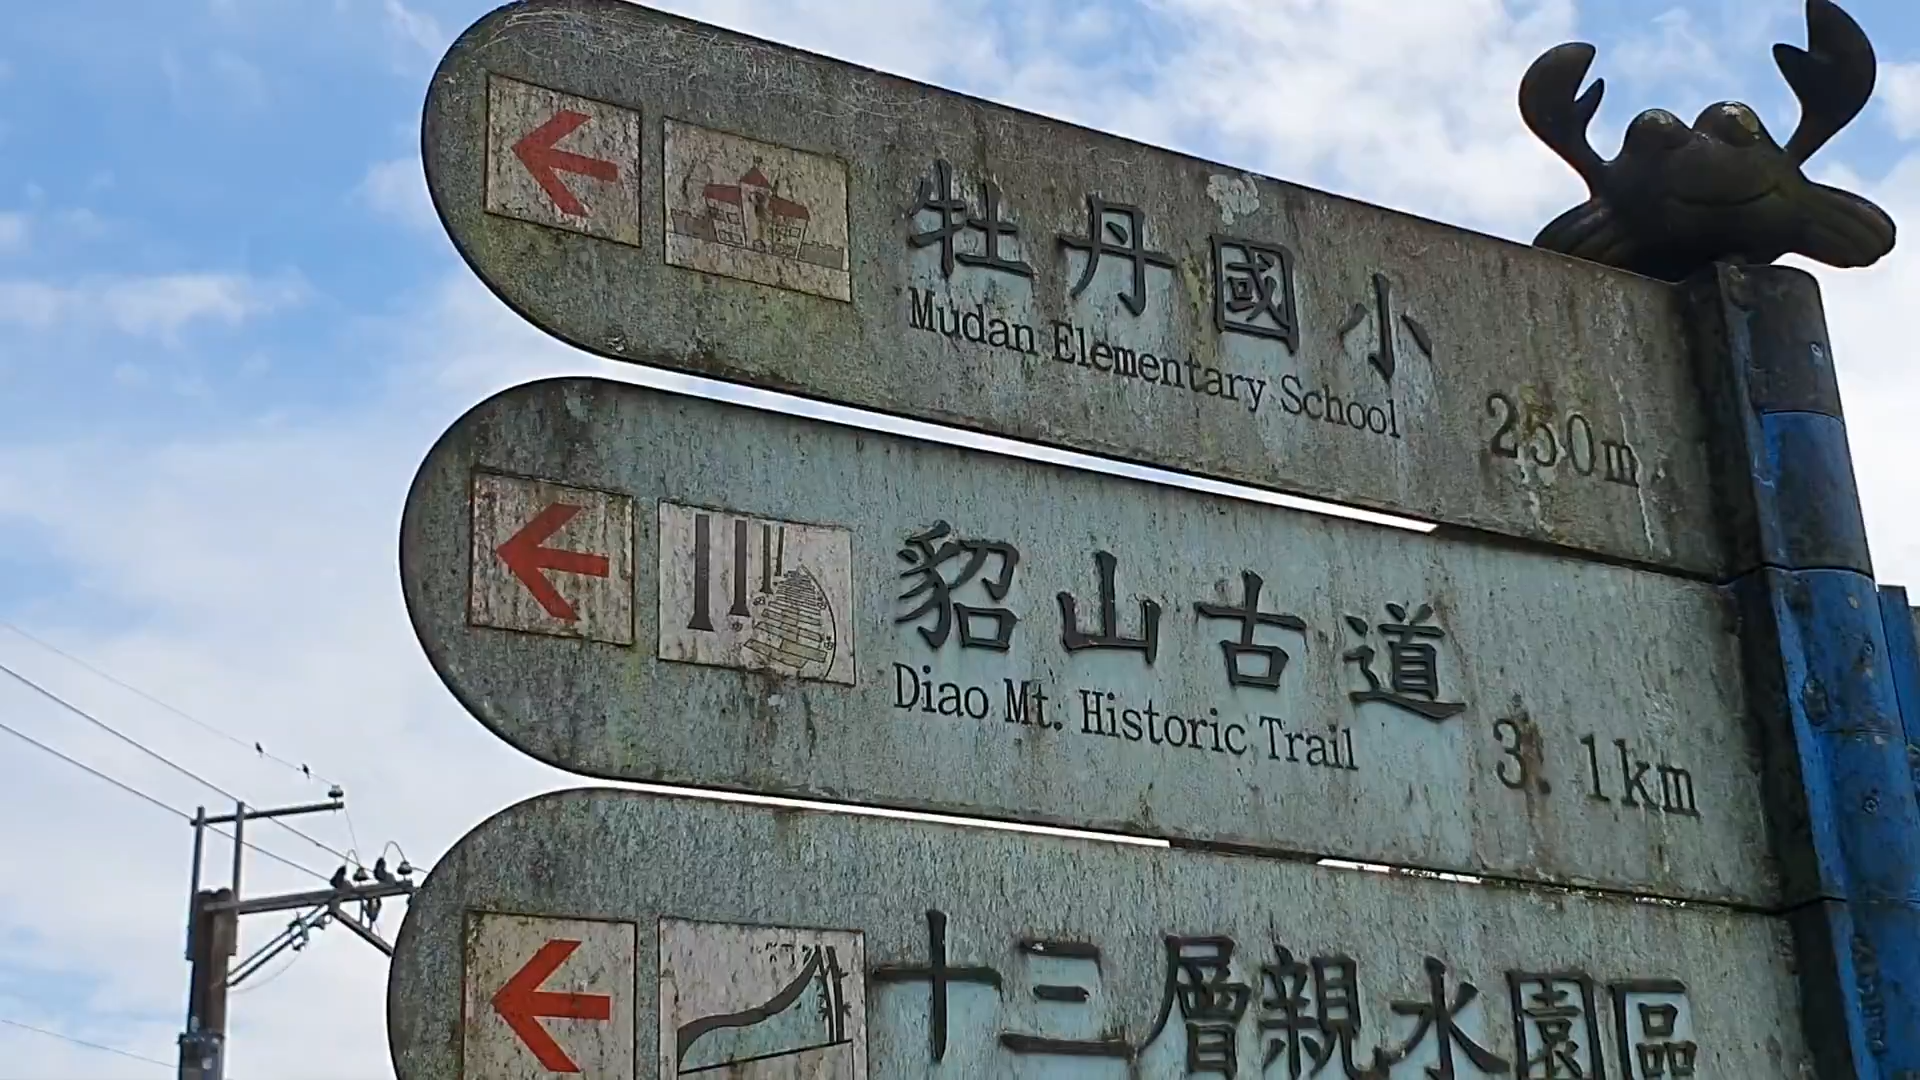 牡丹國小
Mudan Elementary School
250m
貂山古道
Diao Mt. Historic Trail
3.1km
十三層親水園區